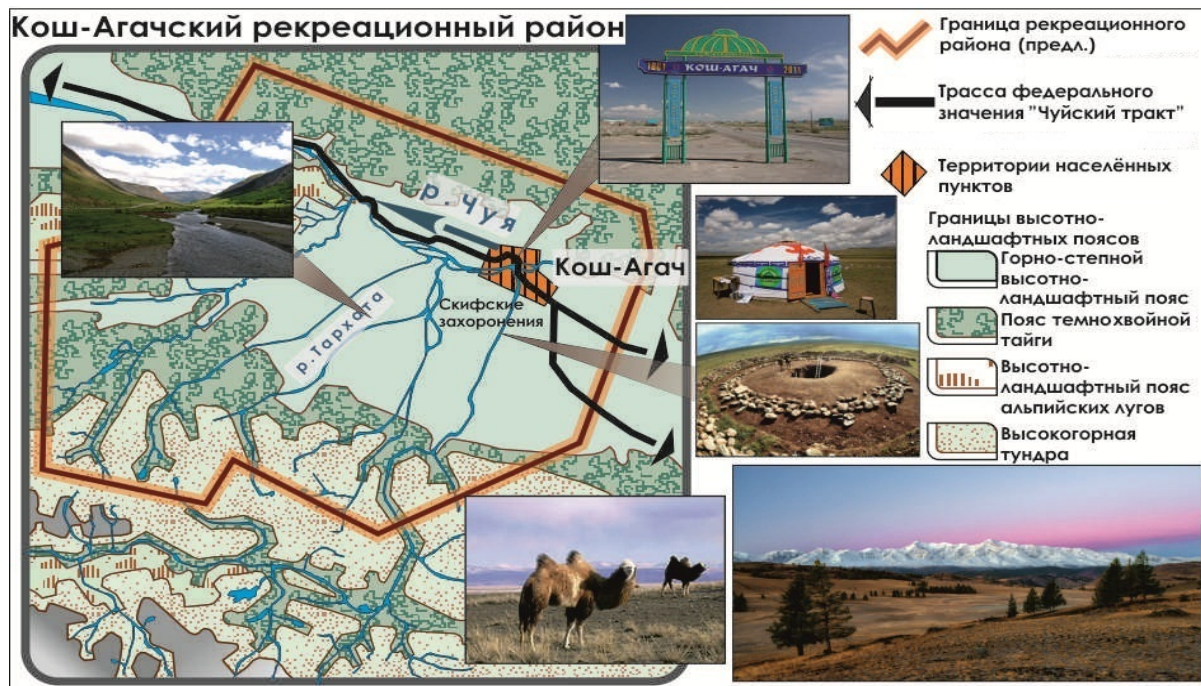 Кош-Агачский рекреационный район
КОШ-АГАЧ
2011
р. Чуя
Кош-Агач
Скифские
захоронения
р.Тархата
Граница рекреационного
района (предл.)
Трасса федерального
значения "Чуйский тракт"
Территории населённых
пунктов
Границы высотно-
ландшафтных поясов
Горно-степной
высотно-
ландшафтный пояс
Пояс темнохвойной
тайги
Высотно-
ландшафтный пояс
альпийских лугов
Высокогорная
тундра